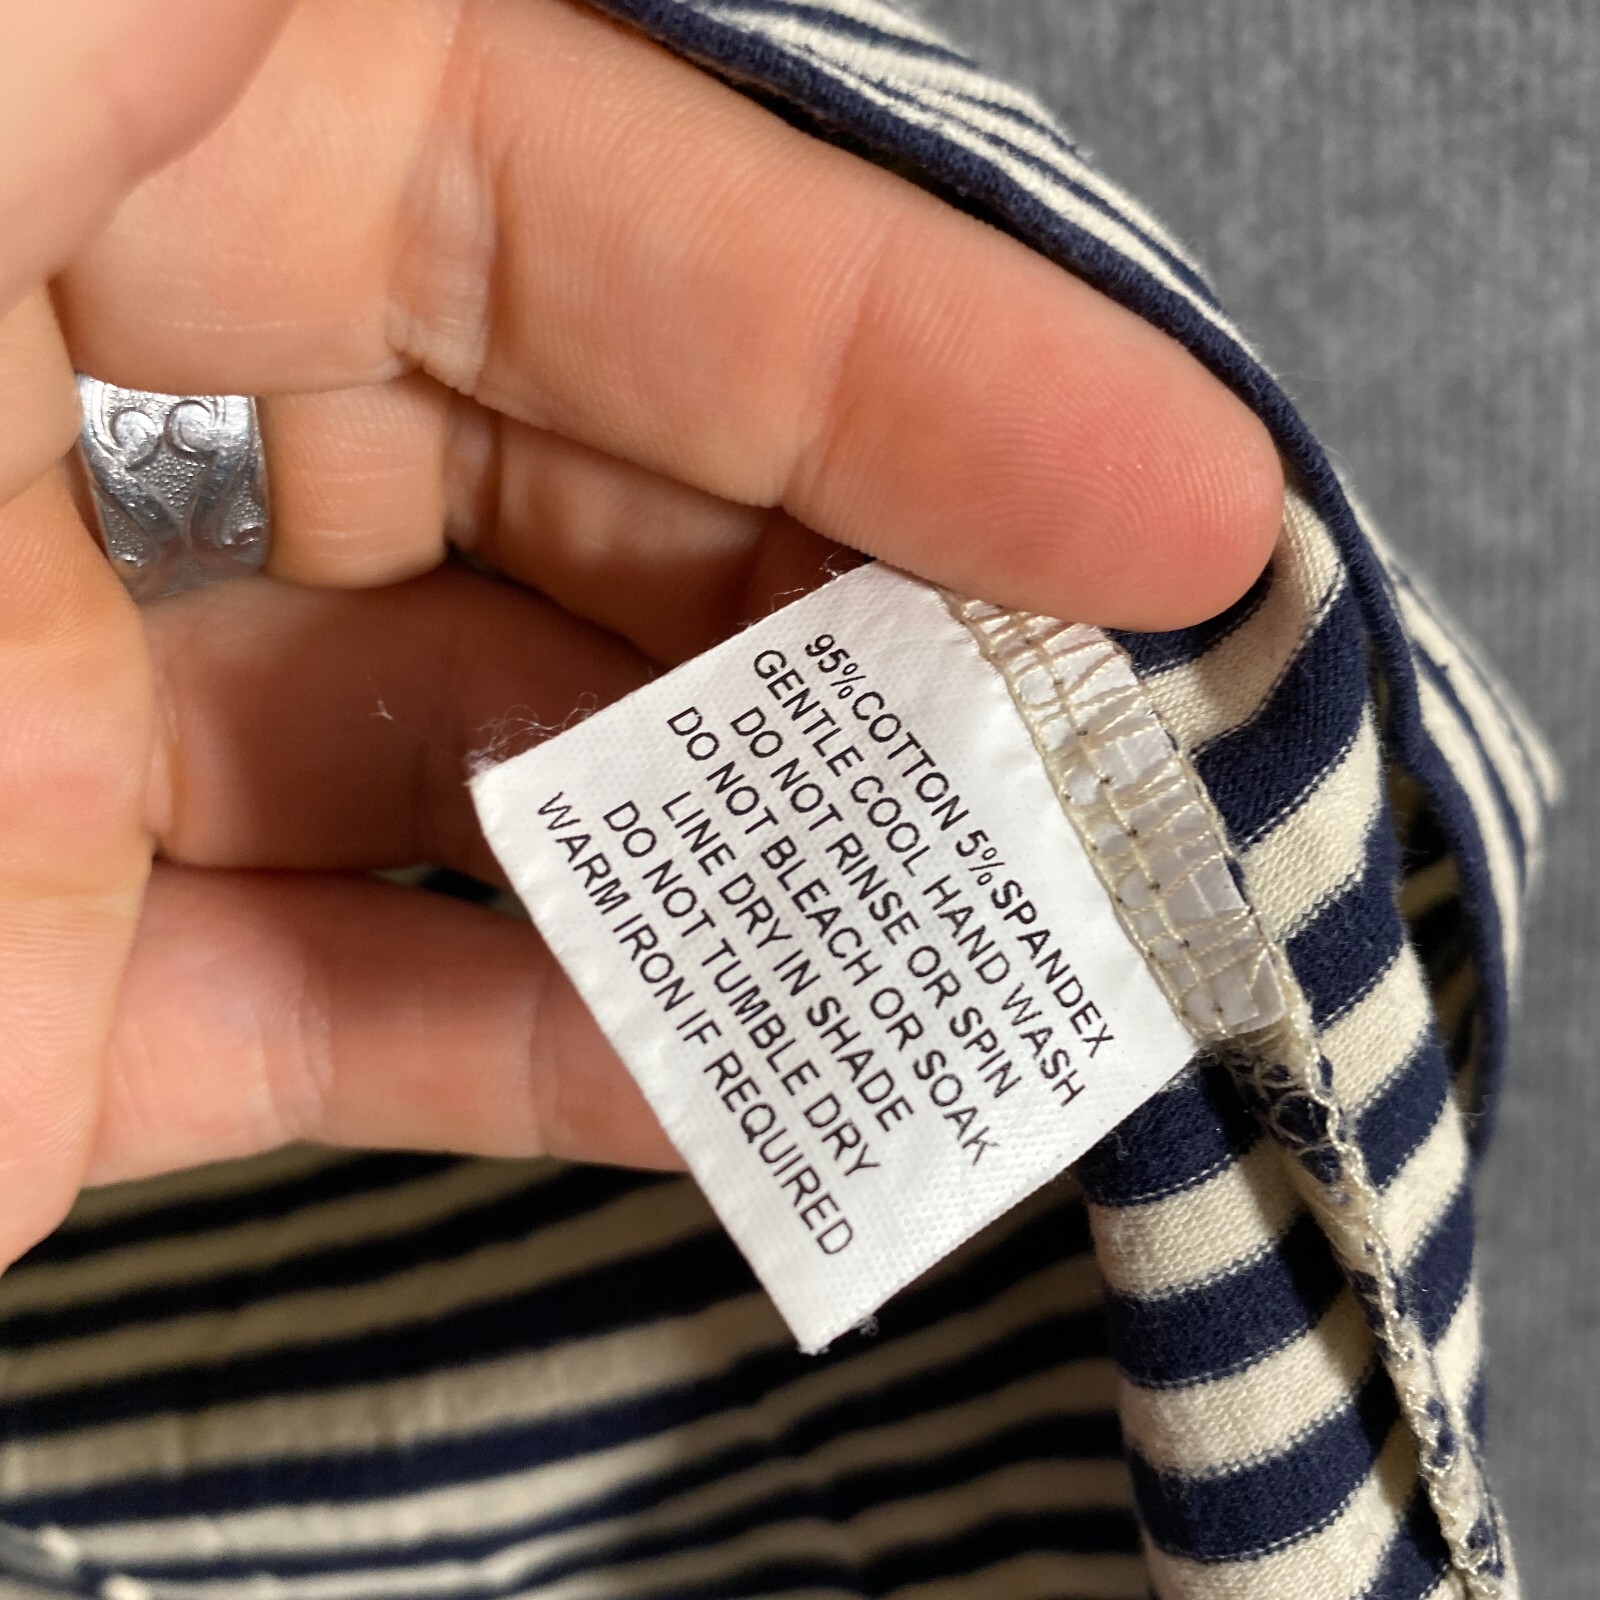 95%COTTON 5%SPANDEX
GENTLE COOL HAND WASH
DO NOT RINSE OR SPIN
DO NOT BLEACH OR SOAK
LINE DRY IN SHADE
DO NOT TUMBLE DRY
WARM IRON IF REQUIRED